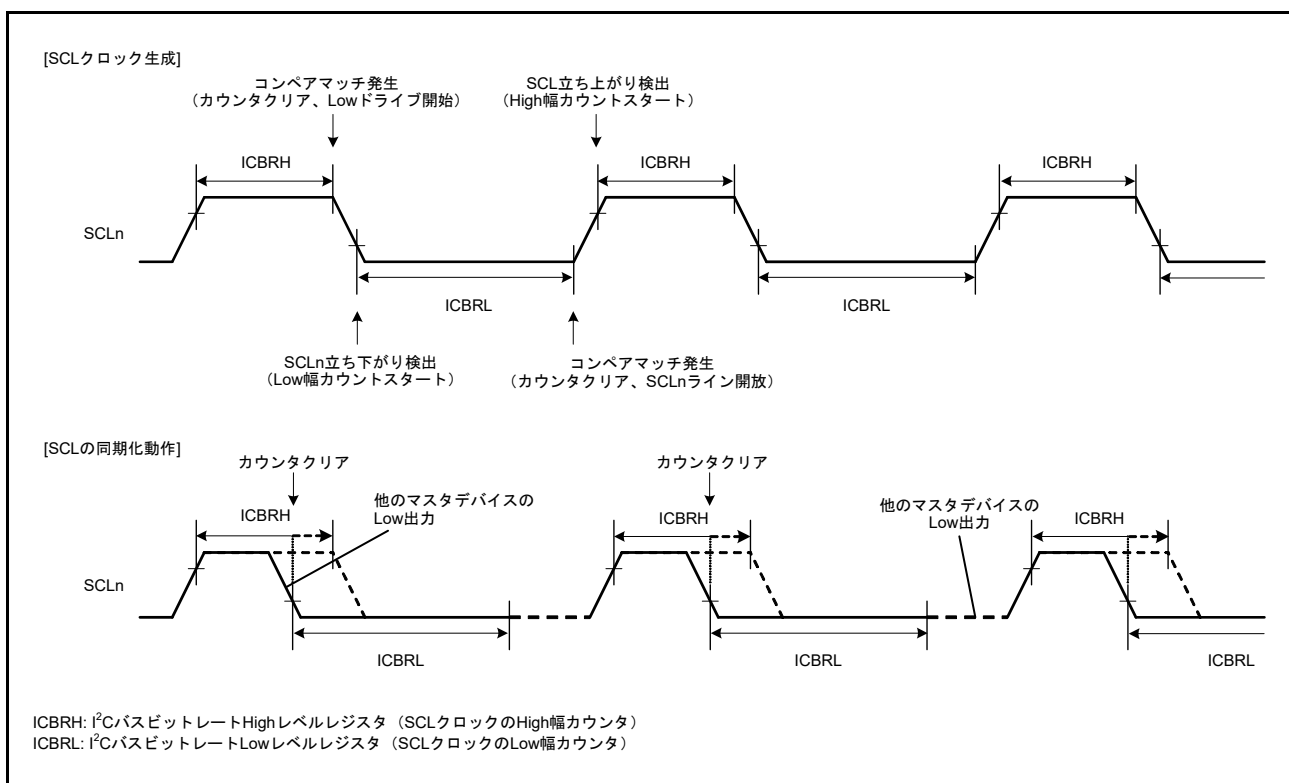 [SCLクロック生成]
コンペアマッチ発生
(カウンタクリア、Lowドライブ開始)
SCL立ち上がり検出
(High幅カウントスタート)
ICBRH
ICBRH
ICBRH
SCLn
ICBRL
ICBRL
SCLn立ち下がり検出
(Low幅カウントスタート)
コンペアマッチ発生
(カウンタクリア、SCLnライン開放)
[SCLの同期化動作]
カウンタクリア
カウンタクリア
他のマスタデバイスの
Low出力
他のマスタデバイスの
Low出力
ICBRH
ICBRH
ICBRH
SCLn
ICBRL
ICBRL
ICBRL
ICBRH: I²CバスビットレートHighレベルレジスタ（SCLクロックのHigh幅カウンタ）
ICBRL: I²CバスビットレートLowレベルレジスタ（SCLクロックのLow幅カウンタ）